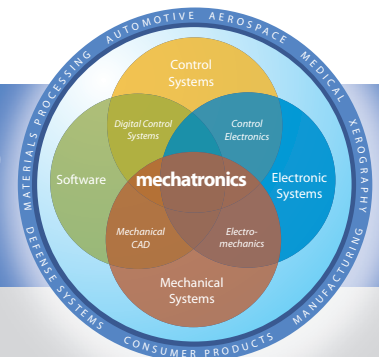 MATERIALS PROCESSING AUTOMOTIVE AEROSPACE MEDICAL XEROGRAPHY
Control
Systems
Digital Control
Systems
Control
Electronics
Software
mechatronics
Electronic
Systems
Mechanical
CAD
Electro-
mechanics
Mechanical
Systems
DEFENSE SYSTEMS CONSUMER PRODUCTS MANUFACTURING